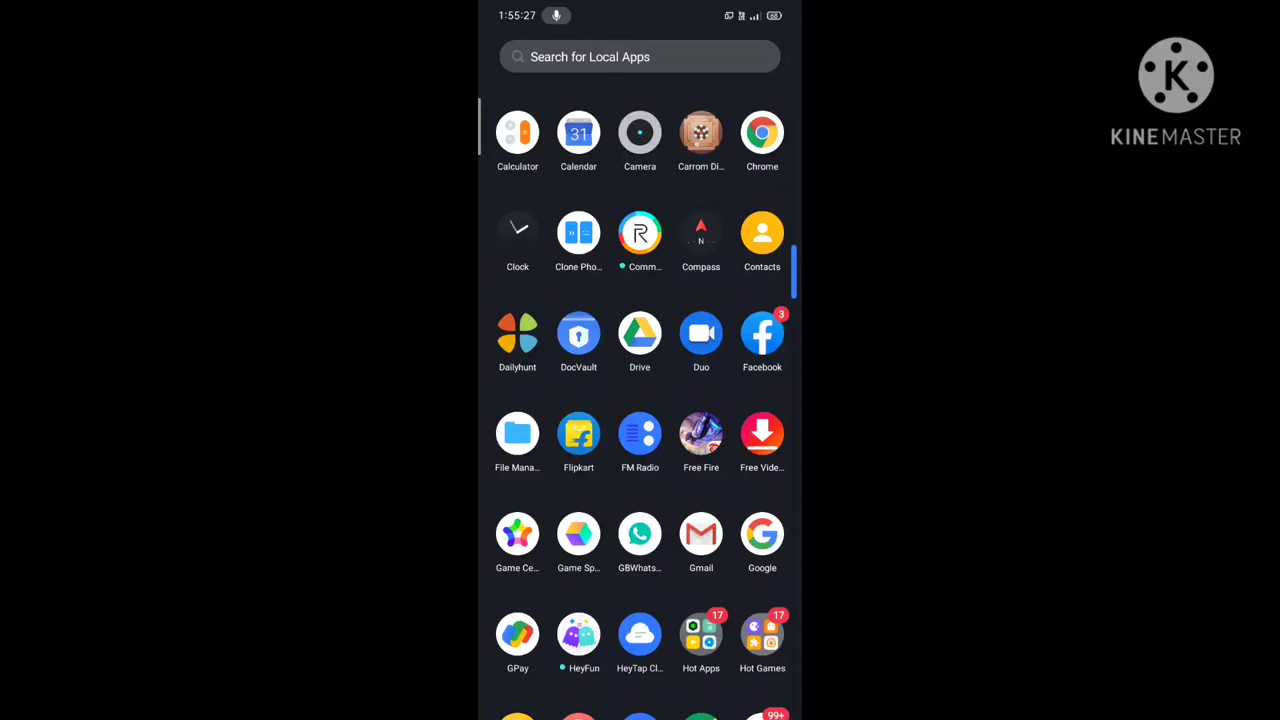 1:55:27
68
Search for Local Apps
K
KINEMASTER
31
Calculator
Calendar
Camera
Carrom Di...
Chrome
N
Clock
Clone Pho...
Comm...
Compass
Contacts
3
Dailyhunt
DocVault
Drive
Duo
Facebook
File Mana...
Flipkart
FM Radio
Free Fire
Free Vide...
Game Ce...
Game Sp...
GBWhats...
Gmail
Google
17
17
GPay
HeyFun
HeyTap Cl...
Hot Apps
Hot Games
99+